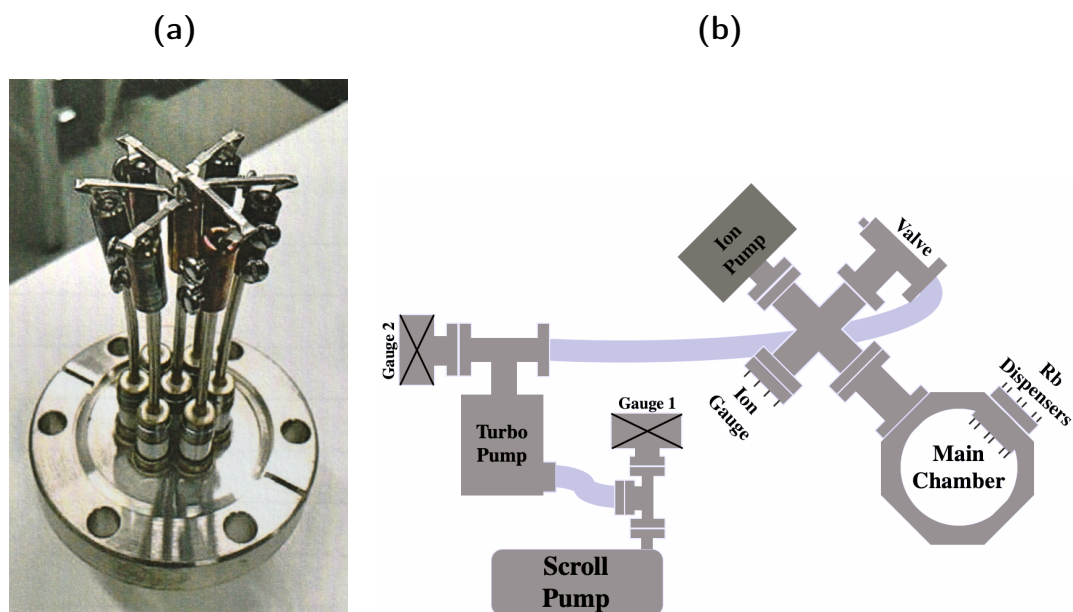 (a)
(b)
Ion
Pump
Valve
Gauge 2
Ion
Gauge
Rb
Dispensers
Gauge 1
Turbo
Pump
Main
Chamber
Scroll
Pump